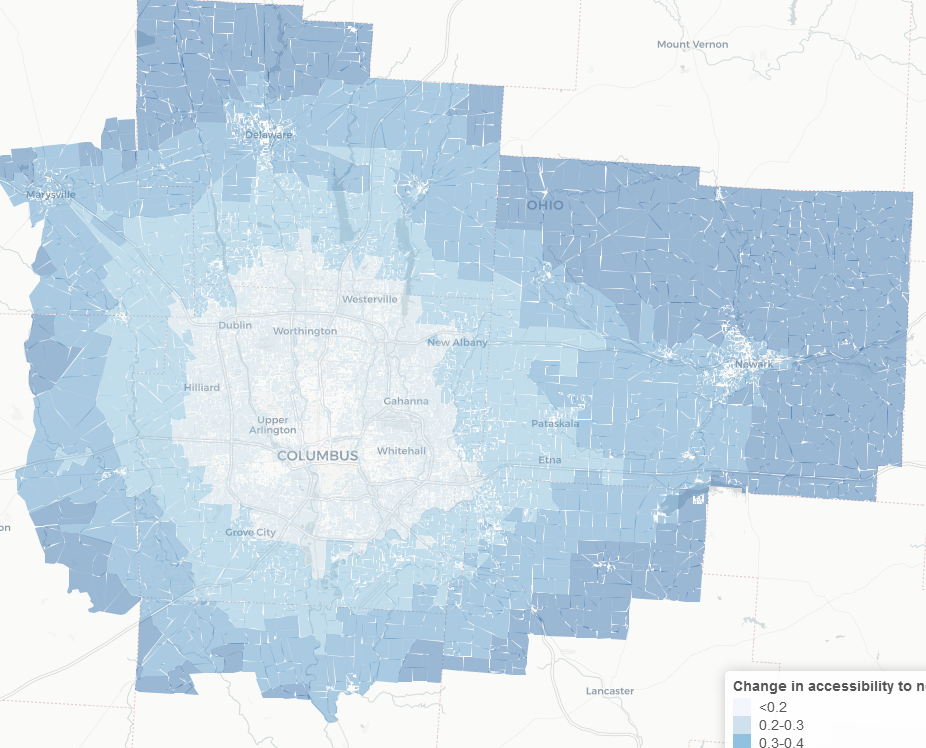 Mount Vernon
Delaware
Marysville
OHIO
Westerville
Dublin
Worthington
New Albany
Newark
Hilliard
Gahanna
Upper
Arlington
Pataskala
Whitehall
COLUMBUS
Etna
on
Grove City
Lancaster
Change in accessibility to n
<0.2
0.2-0.3
0.3-0.4